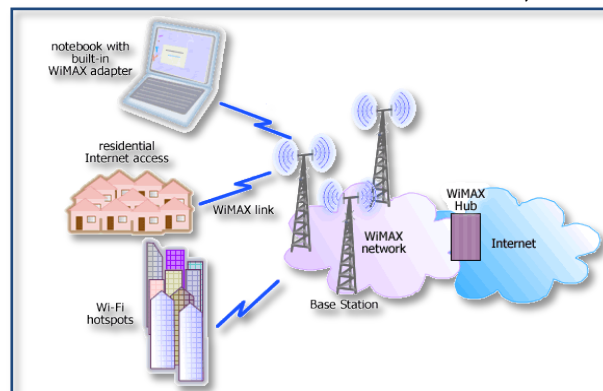 notebook with
built-in
WiMAX adapter
residential
Internet access
WiMAX link
Wi-Fi
hotspots
WiMAX
network
Base Station
WiMAX
Hub
Internet